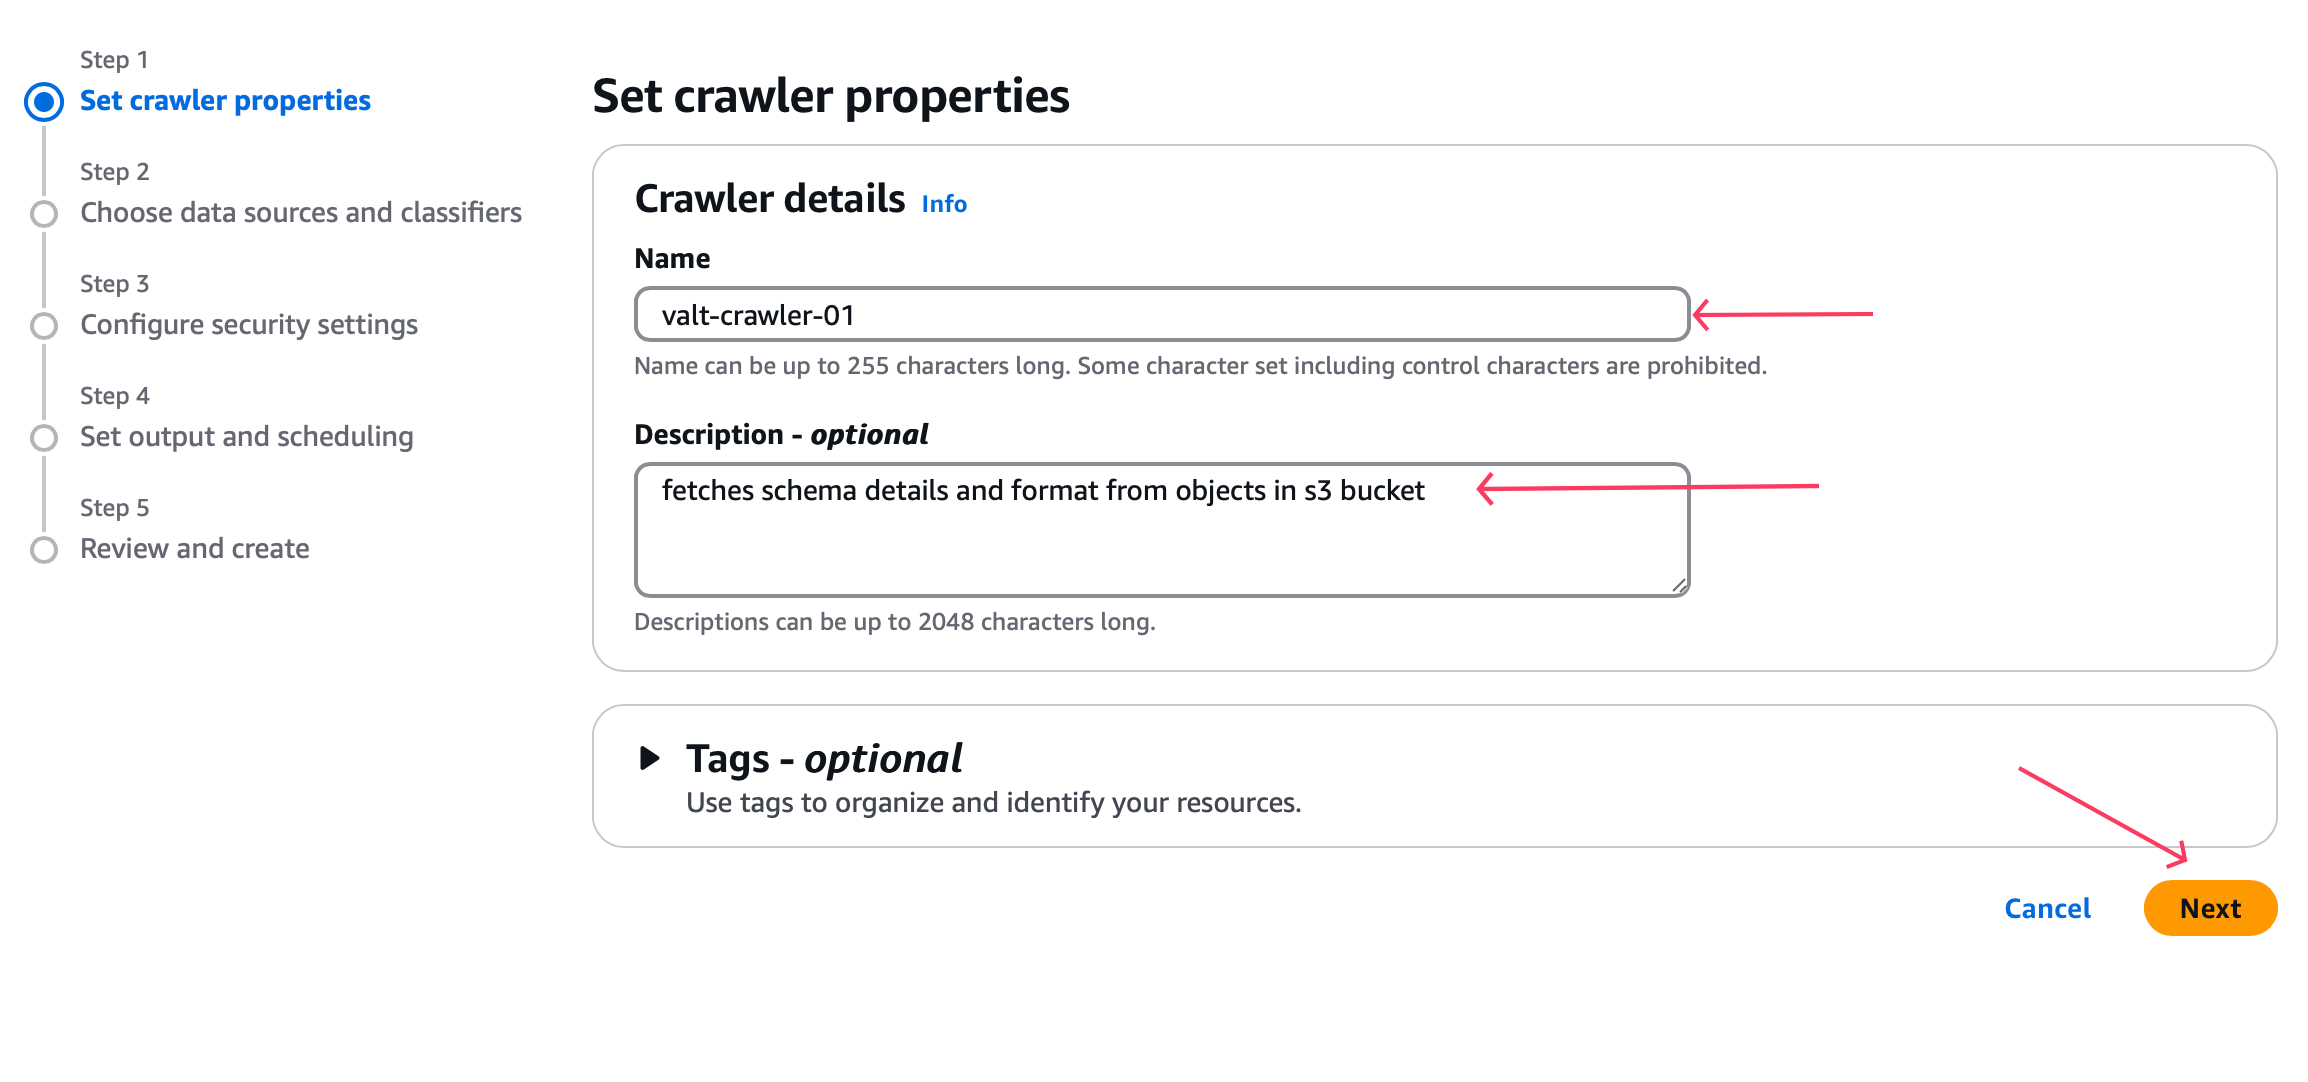 Step 1
Set crawler properties
Step 2
Choose data sources and classifiers
Step 3
Configure security settings
Step 4
Set output and scheduling
Step 5
Review and create
Set crawler properties
Crawler details Info
Name
valt-crawler-01
Name can be up to 255 characters long. Some character set including control characters are prohibited.
Description - optional
fetches schema details and format from objects in s3 bucket
Descriptions can be up to 2048 characters long.
Tags - optional
Use tags to organize and identify your resources.
Cancel Next